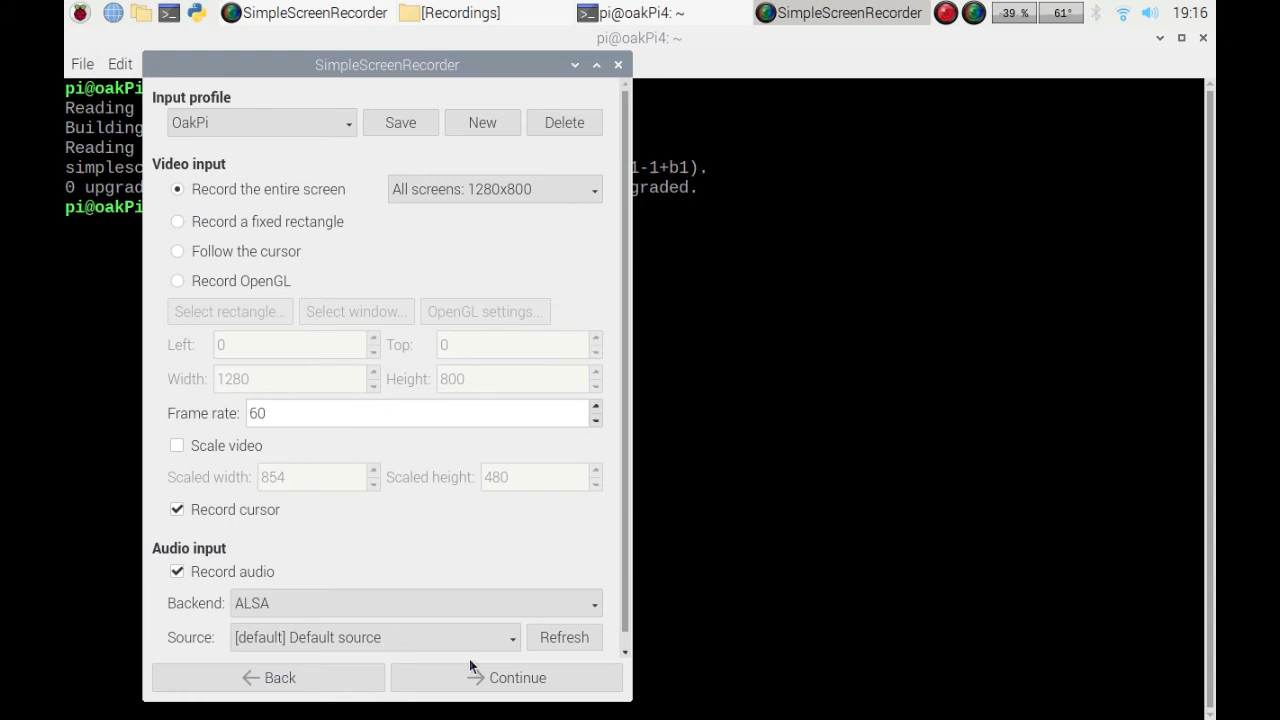 SimpleScreenRecorder [Recordings] pi@oakPi4: ~ SimpleScreenRecorder 39 % 61° 19:16
pi@oakPi4: ~
File Edit
SimpleScreenRecorder
pi@oakPi
Reading
Building
Reading
simplesc 1-1+b1).
0 upgrad graded.
pi@oakPi
Input profile
OakPi Save New Delete
Video input
Record the entire screen All screens: 1280x800
Record a fixed rectangle
Follow the cursor
Record OpenGL
Select rectangle... Select window... OpenGL settings...
Left: 0 Top: 0
Width: 1280 Height: 800
Frame rate: 60
Scale video
Scaled width: 854 Scaled height: 480
Record cursor
Audio input
Record audio
Backend: ALSA
Source: [default] Default source Refresh
Back Continue